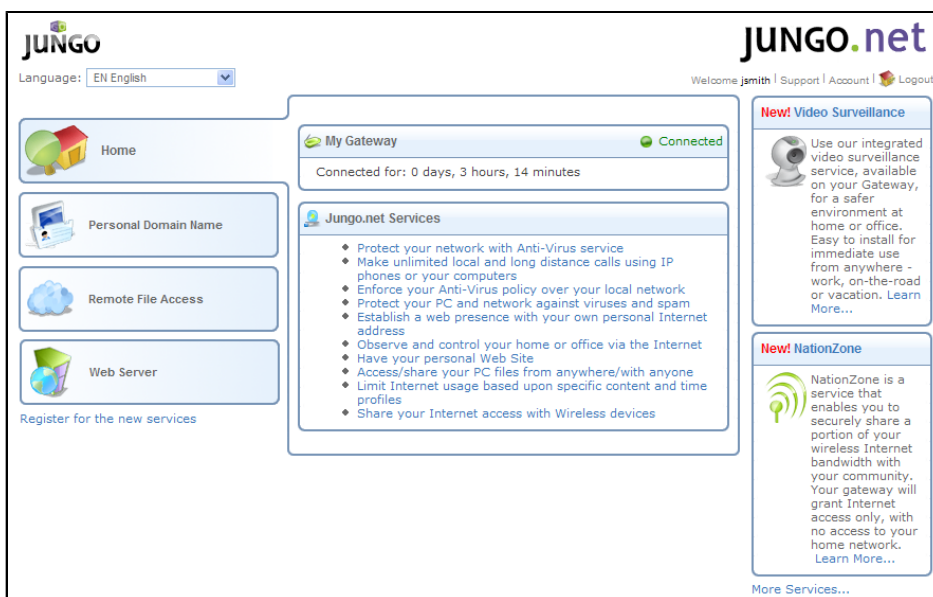 JUNGO
JUNGO.net
Language: EN English
Welcome jsmith | Support | Account | Logout
Home
Personal Domain Name
Remote File Access
Web Server
Register for the new services
My Gateway
Connected
Connected for: 0 days, 3 hours, 14 minutes
Jungo.net Services
Protect your network with Anti-Virus service
Make unlimited local and long distance calls using IP
phones or your computers
Enforce your Anti-Virus policy over your local network
Protect your PC and network against viruses and spam
Establish a web presence with your own personal Internet
address
Observe and control your home or office via the Internet
Have your personal Web Site
Access/share your PC files from anywhere/with anyone
Limit Internet usage based upon specific content and time
profiles
Share your Internet access with Wireless devices
New! Video Surveillance
Use our integrated
video surveillance
service, available
on your Gateway,
for a safer
environment at
home or office.
Easy to install for
immediate use
from anywhere -
work, on-the-road
or vacation. Learn
More...
New! NationZone
NationZone is a
service that
enables you to
securely share a
portion of your
wireless Internet
bandwidth with
your community.
Your gateway will
grant Internet
access only, with
no access to your
home network.
Learn More...
More Services...